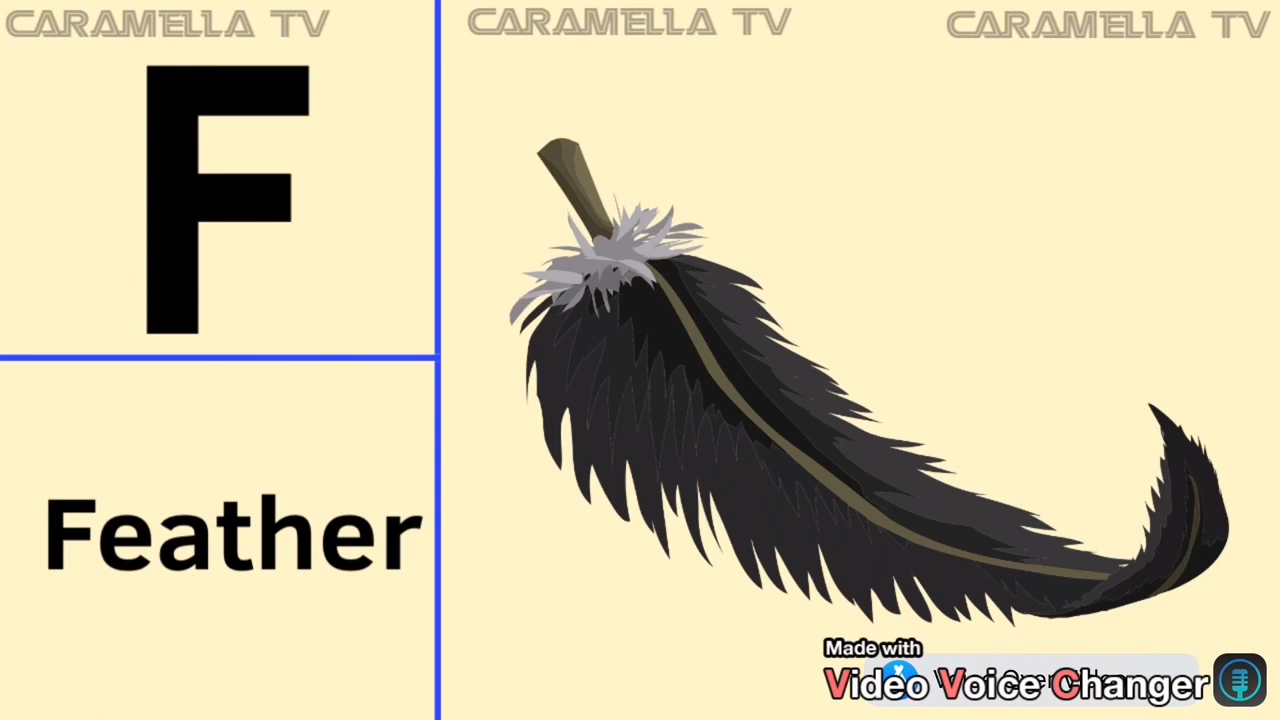 CARAMELLA TV
CARAMELLA TV
CARAMELLA TV
F
Feather
Made with
Video Voice Changer